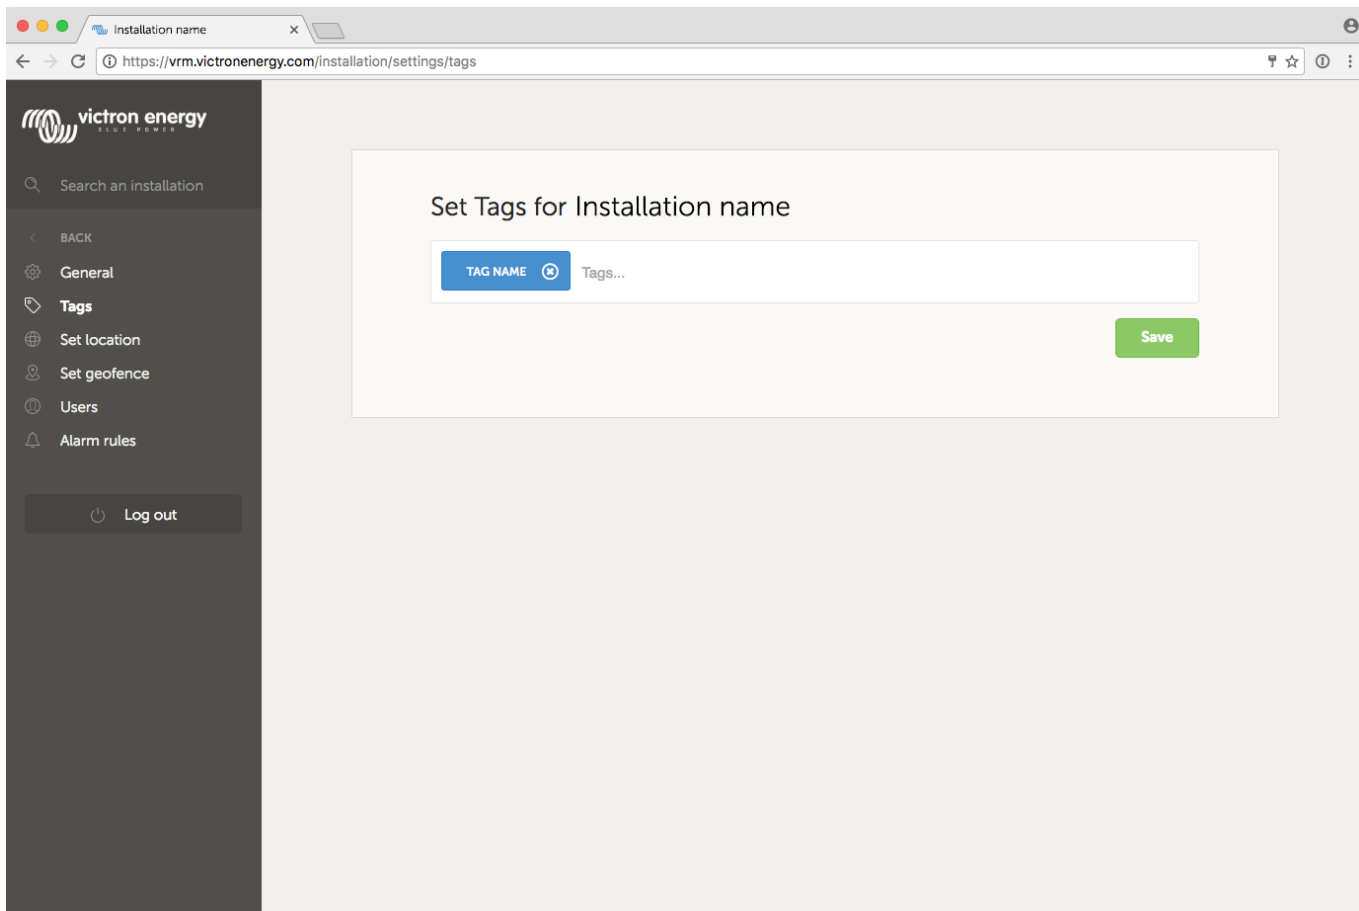 Installation name
https://vrm.victronenergy.com/installation/settings/tags
victron energy
BLUE POWER
Search an installation
BACK
General
Tags
Set location
Set geofence
Users
Alarm rules
Log out
Set Tags for Installation name
TAG NAME
Tags...
Save